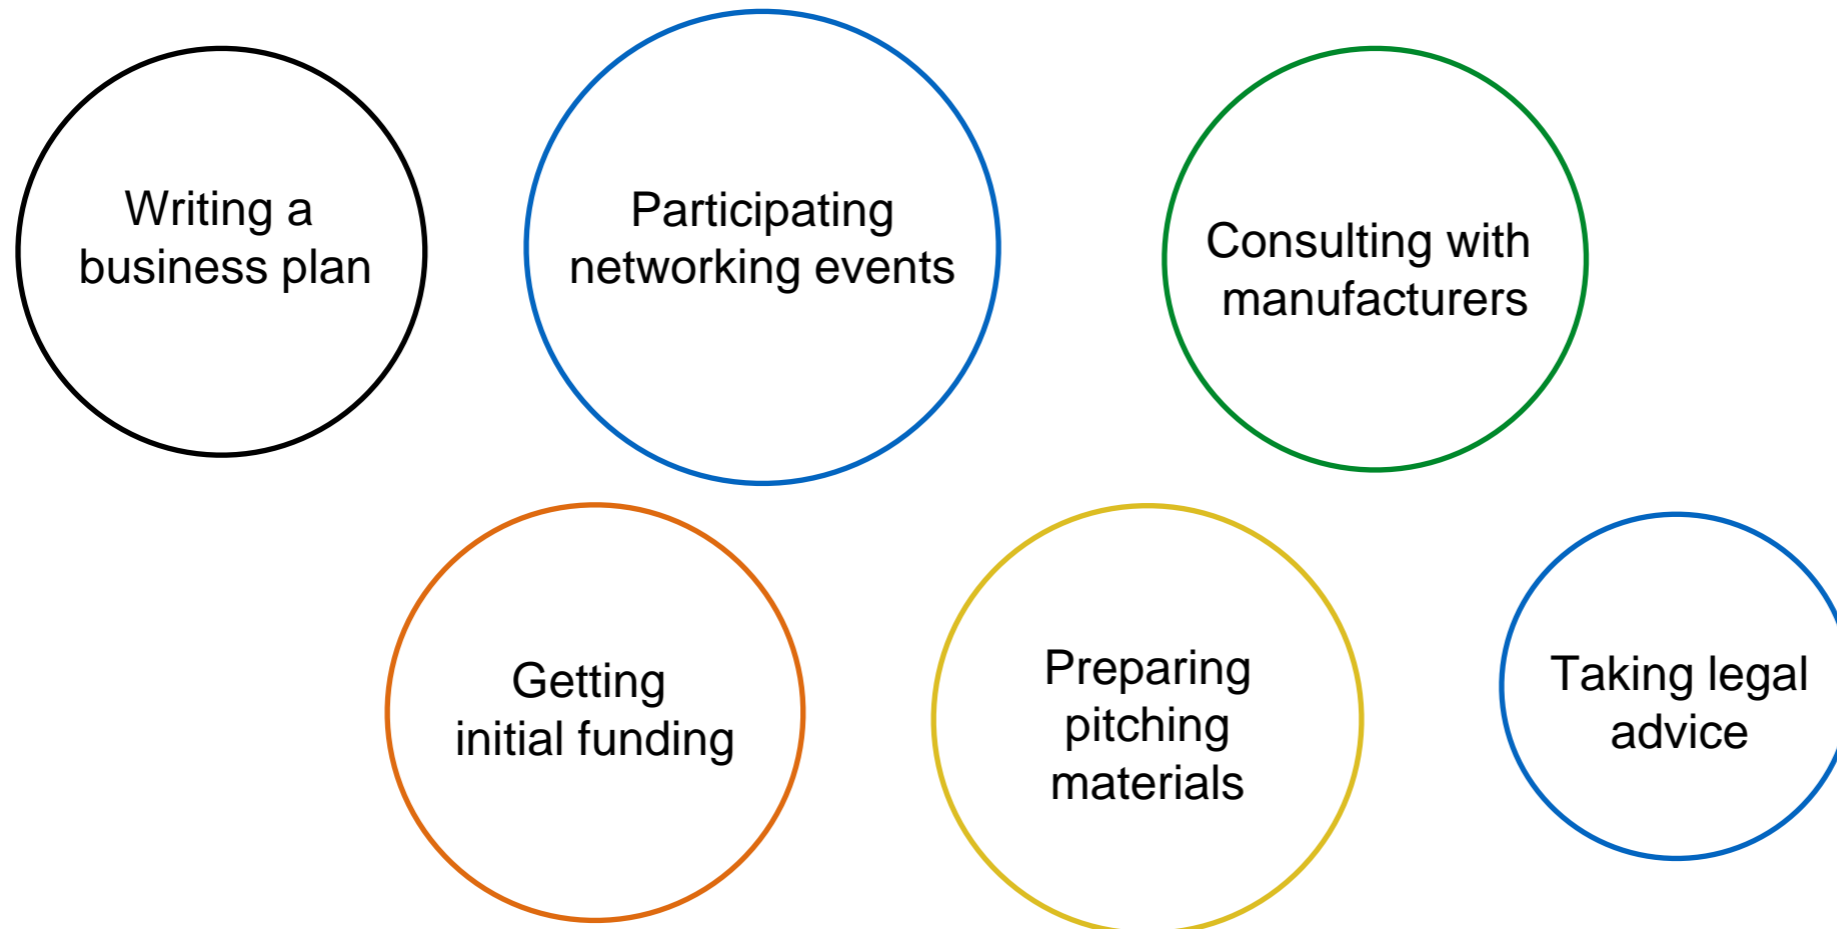 Writing a
business plan
Participating
networking events
Consulting with
manufacturers
Getting
initial funding
Preparing
pitching
materials
Taking legal
advice